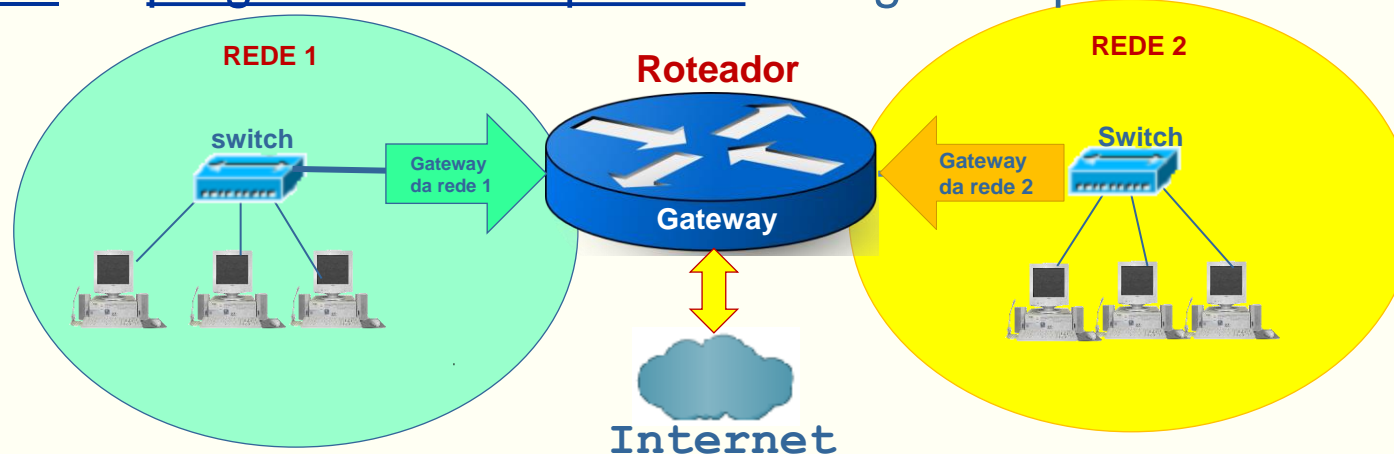 REDE 1
REDE 2
Roteador
switch
Switch
Gateway
da rede 1
Gateway
da rede 2
Gateway
Internet